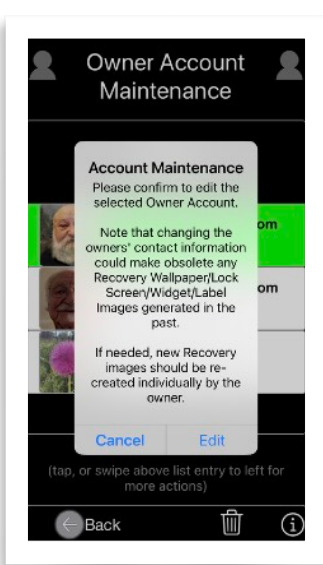 Owner Account
Maintenance
Account Maintenance
Please confirm to edit the
selected Owner Account.
Note that changing the
owners' contact information
could make obsolete any
Recovery Wallpaper/Lock
Screen/Widget/Label
Images generated in the
past.
If needed, new Recovery
images should be re-
created individually by the
owner.
om
om
Cancel
Edit
(tap, or swipe above list entry to left for
more actions)
Back